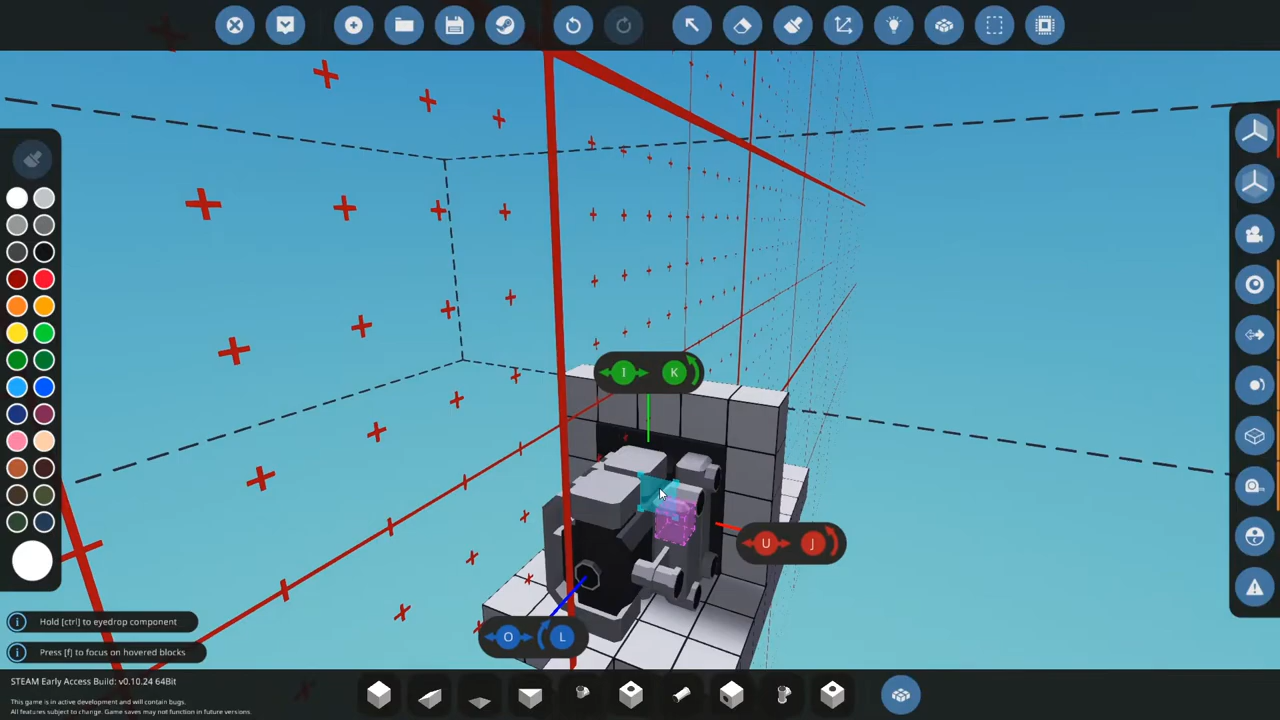 I K
U J
O L
Hold [ctrl] to eyedrop component
Press [f] to focus on hovered blocks
STEAM Early Access Build: v0.10.24 64Bit
This game is in active development and will contain bugs.
All features subject to change. Game saves may not function in future versions.